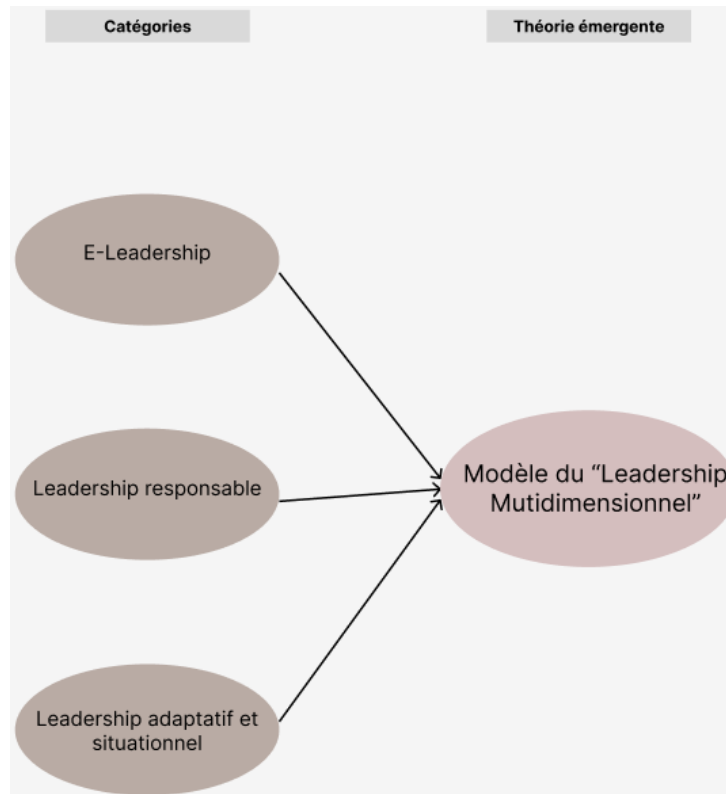 Catégories
Théorie émergente
E-Leadership
Leadership responsable
Modèle du “Leadership
Mutidimensionnel”
Leadership adaptatif et
situationnel